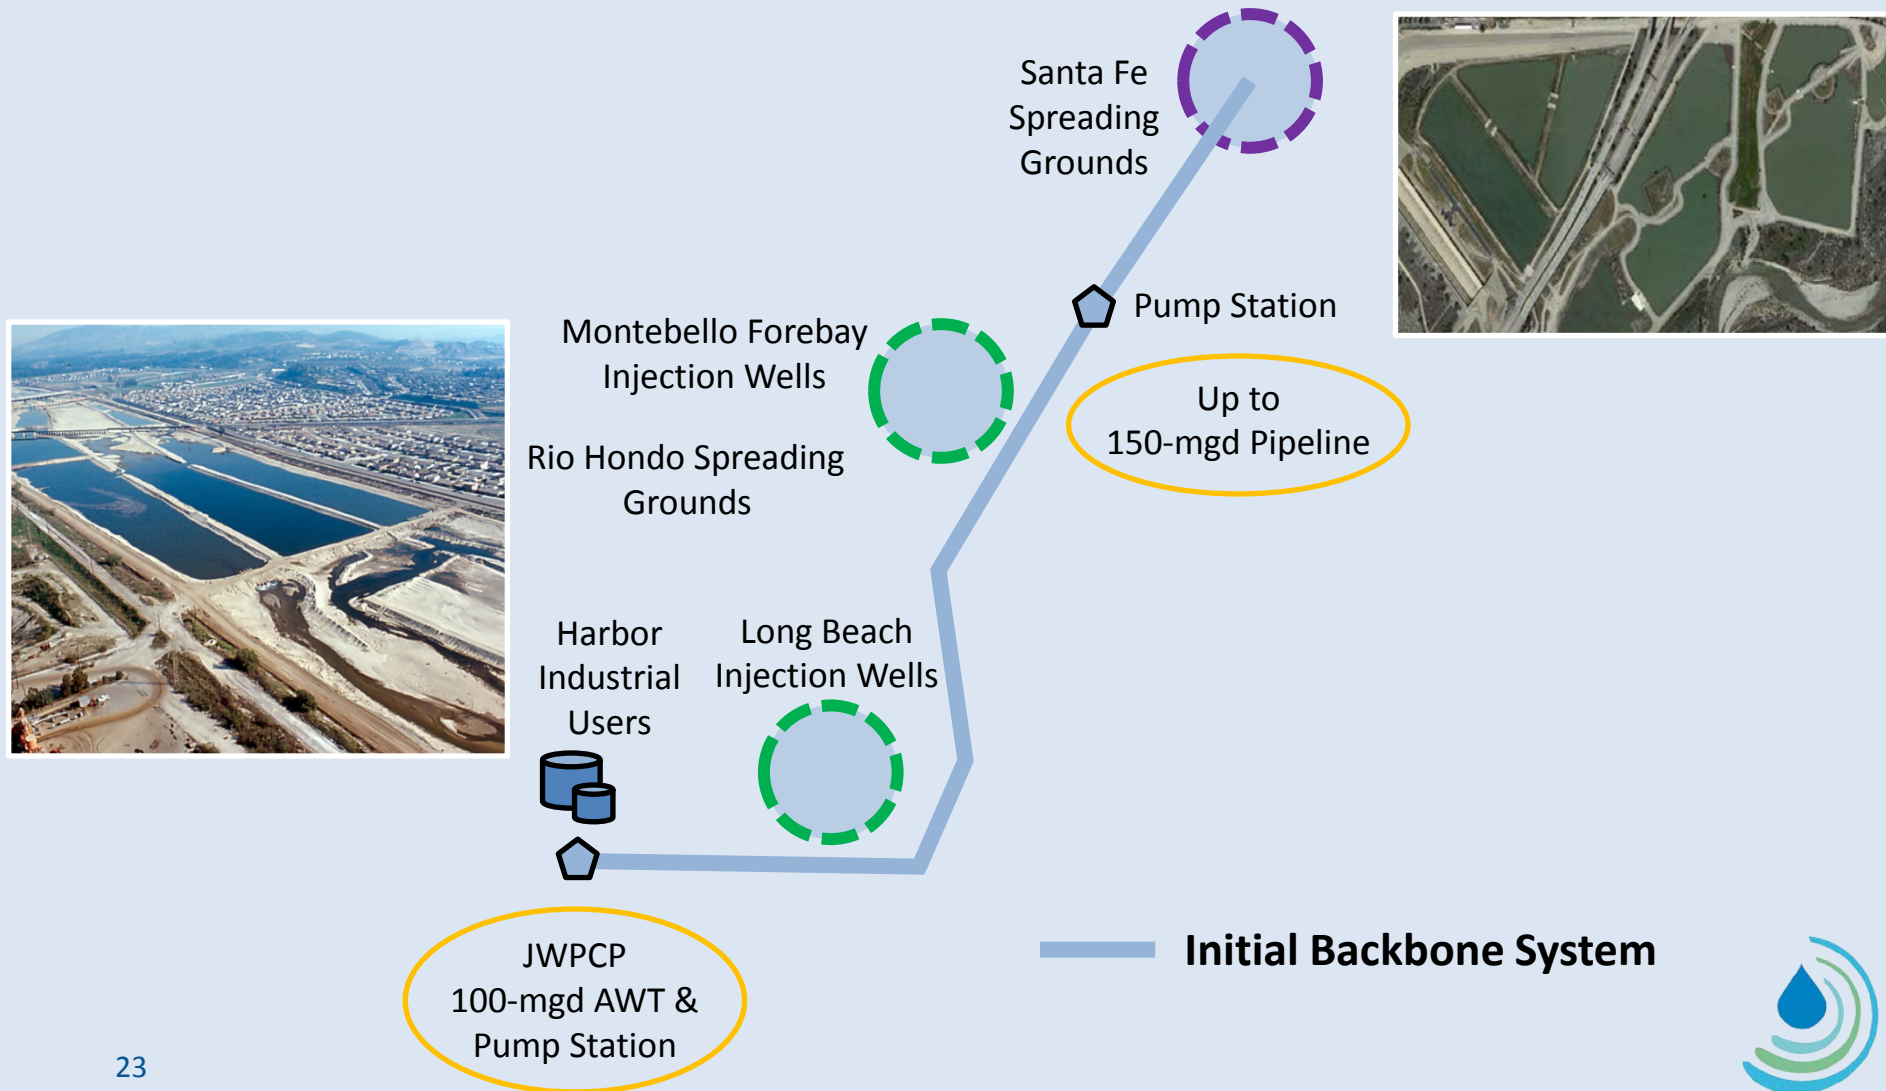 Santa Fe
Spreading
Grounds
Pump Station
Montebello Forebay
Injection Wells
Up to
150-mgd Pipeline
Rio Hondo Spreading
Grounds
Harbor
Industrial
Users
Long Beach
Injection Wells
JWPCP
100-mgd AWT &
Pump Station
Initial Backbone System
23